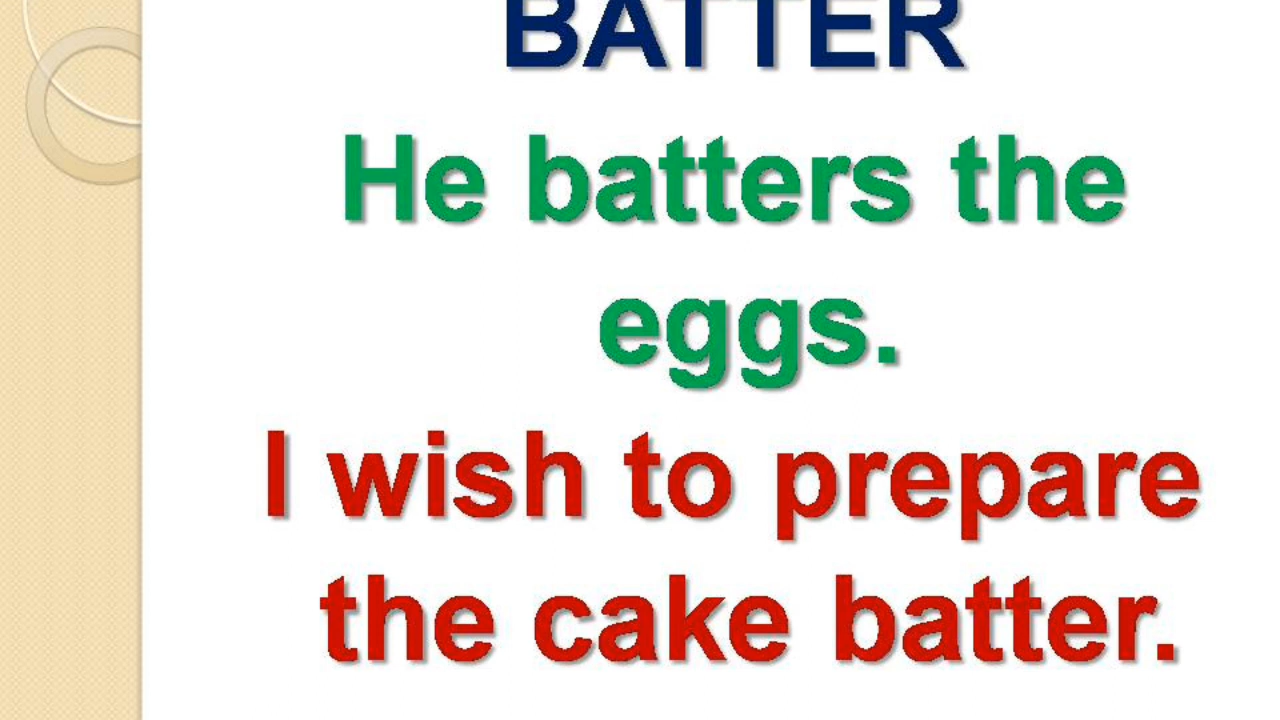 BATTER
He batters the
eggs.
I wish to prepare
the cake batter.